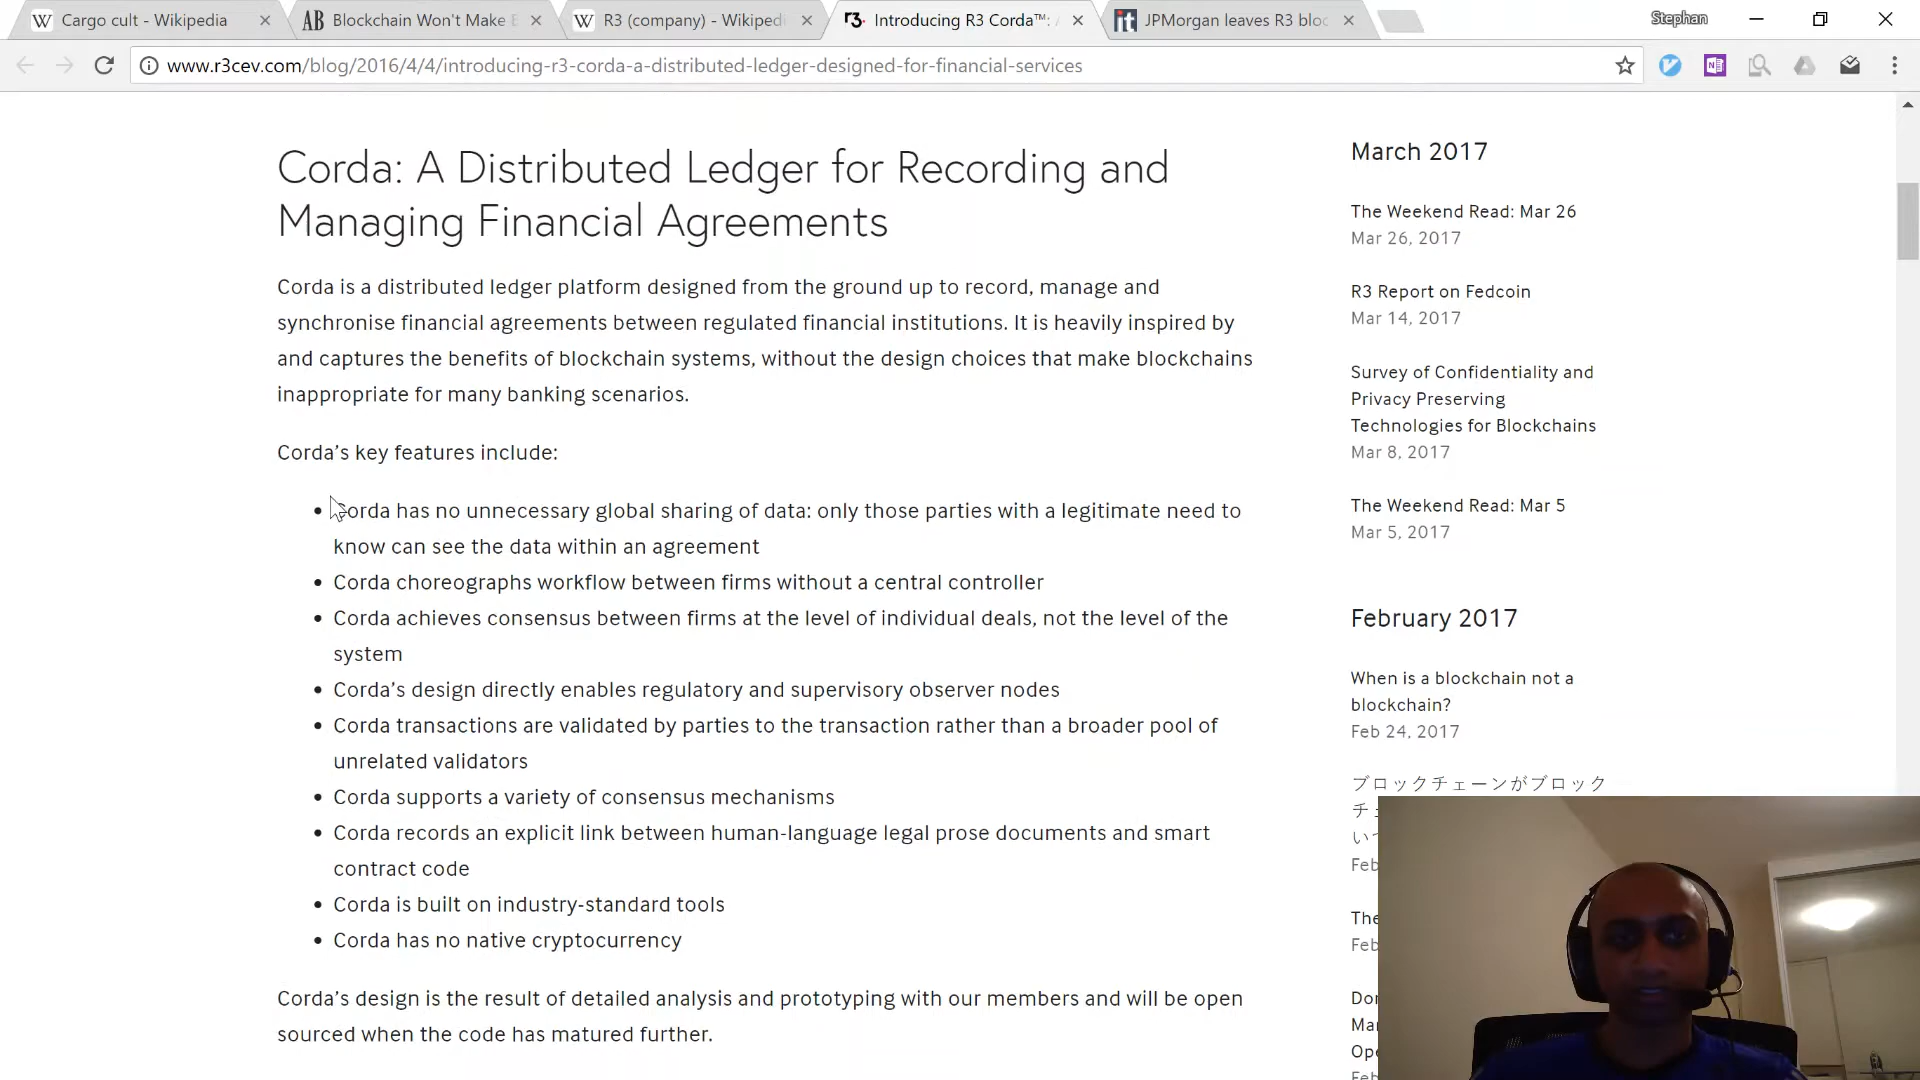 Cargo cult - Wikipedia
Blockchain Won't Make B
R3 (company) - Wikipedi
Introducing R3 Corda™:
JPMorgan leaves R3 bloc
Stephan
www.r3cev.com/blog/2016/4/4/introducing-r3-corda-a-distributed-ledger-designed-for-financial-services
Corda: A Distributed Ledger for Recording and
Managing Financial Agreements
Corda is a distributed ledger platform designed from the ground up to record, manage and
synchronise financial agreements between regulated financial institutions. It is heavily inspired by
and captures the benefits of blockchain systems, without the design choices that make blockchains
inappropriate for many banking scenarios.
Corda's key features include:
Corda has no unnecessary global sharing of data: only those parties with a legitimate need to
know can see the data within an agreement
Corda choreographs workflow between firms without a central controller
Corda achieves consensus between firms at the level of individual deals, not the level of the
system
Corda's design directly enables regulatory and supervisory observer nodes
Corda transactions are validated by parties to the transaction rather than a broader pool of
unrelated validators
Corda supports a variety of consensus mechanisms
Corda records an explicit link between human-language legal prose documents and smart
contract code
Corda is built on industry-standard tools
Corda has no native cryptocurrency
Corda's design is the result of detailed analysis and prototyping with our members and will be open
sourced when the code has matured further.
March 2017
The Weekend Read: Mar 26
Mar 26, 2017
R3 Report on Fedcoin
Mar 14, 2017
Survey of Confidentiality and
Privacy Preserving
Technologies for Blockchains
Mar 8, 2017
The Weekend Read: Mar 5
Mar 5, 2017
February 2017
When is a blockchain not a
blockchain?
Feb 24, 2017
ブロックチェーンがブロック
チ
い
Feb
The
Feb
Don
Mar
Ope
Feb